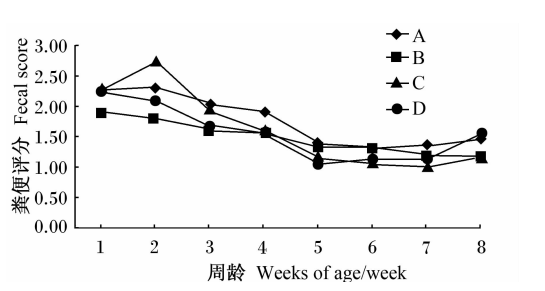 粪便评分 Fecal score
3.00
2.50
2.00
1.50
1.00
0.50
0.00
A
B
C
D
1 2 3 4 5 6 7 8
周龄 Weeks of age/week